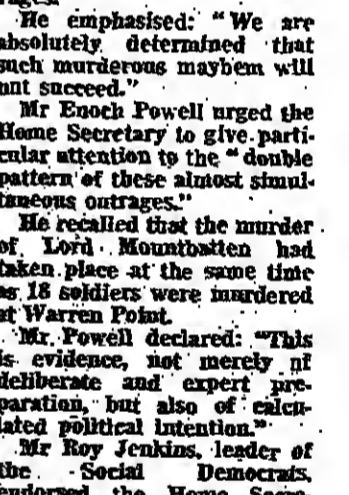 He emphasised: "We are
absolutely determined that
such murderous mayhem will
not succeed."
Mr Enoch Powell urged the
Home Secretary to give parti-
cular attention to the "double
pattern of these almost simul-
taneous outrages."
He recalled that the murder
of Lord Mountbatten had
taken place at the same time
as 18 soldiers were murdered
at Warren Point.
Mr. Powell declared: "This
is evidence, not merely of
deliberate and expert pre-
paration, but also of calcu-
lated political intention."
Mr Roy Jenkins, leader of
the Social Democrats,
endorsed the Home Secre-